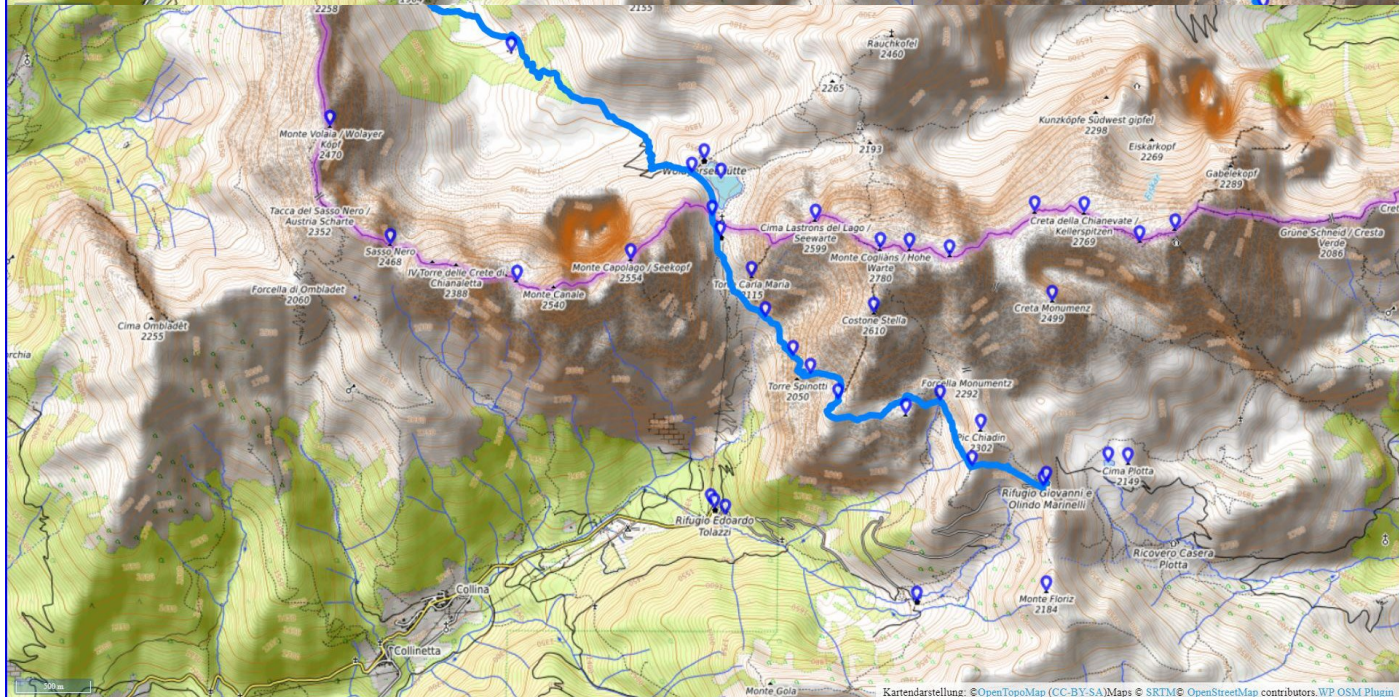 2258
2155
Rauchkofel
2460
2265
Kunzköpfe Südwest gipfel
2298
Monte Volaia / Wolayer
Kopf
2470
2193
Eiskarkopf
2269
Gabelekopf
2289
Tacca del Sasso Nero /
Austria Scharte
2352
Cima Lastrons del Lago /
Seewarte
2599
Creta della Chianevate /
Kellerspitzen
2769
Grüne Schneid / Cresta
Verde
2086
Sasso Nero
2468
IV Torre delle Crete di
Chianaletta
2388
Monte Capolago / Seekopf
2554
Monte Cogliàns / Hohe
Warte
2780
Forcella di Ombladet
2060
Monte Canale
2540
Creta Monumenz
2499
Cima Ombladêt
2255
Costone Stella
2610
Torre Spinotti
2050
Forcella Monumentz
2292
Pic Chiadin
2302
Cima Plotta
2149
Rifugio Giovanni e
Olindo Marinelli
Rifugio Edoardo
Tolazzi
Ricovero Casera
Plotta
Collina
Monte Floriz
2184
Collinetta
500 m
Monte Gola
Kartendarstellung: ©OpenTopoMap (CC-BY-SA)Maps © SRTM© OpenStreetMap contributors,WP OSM Plugin